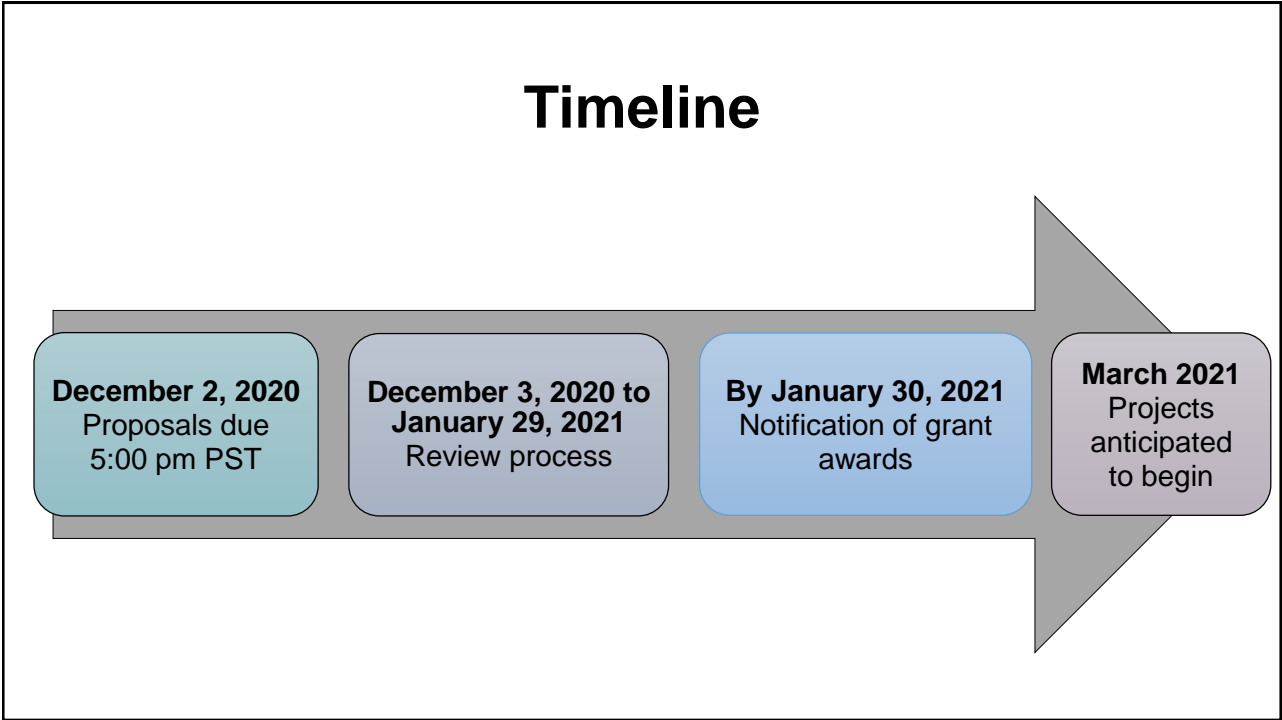 Timeline
December 2, 2020
Proposals due
5:00 pm PST
December 3, 2020 to
January 29, 2021
Review process
By January 30, 2021
Notification of grant
awards
March 2021
Projects
anticipated
to begin